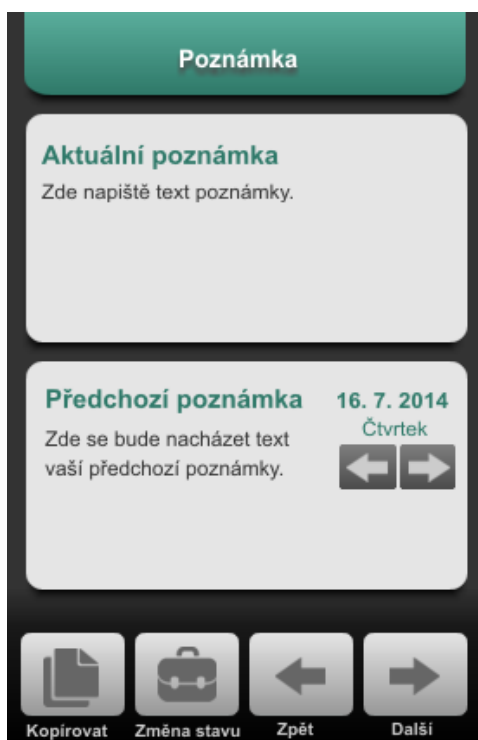 Poznámka
Aktuální poznámka
Zde napiště text poznámky.
Předchozí poznámka
16. 7. 2014
Čtvrtek
Zde se bude nacházet text
vaší předchozí poznámky.
Kopírovat
Změna stavu
Zpět
Další